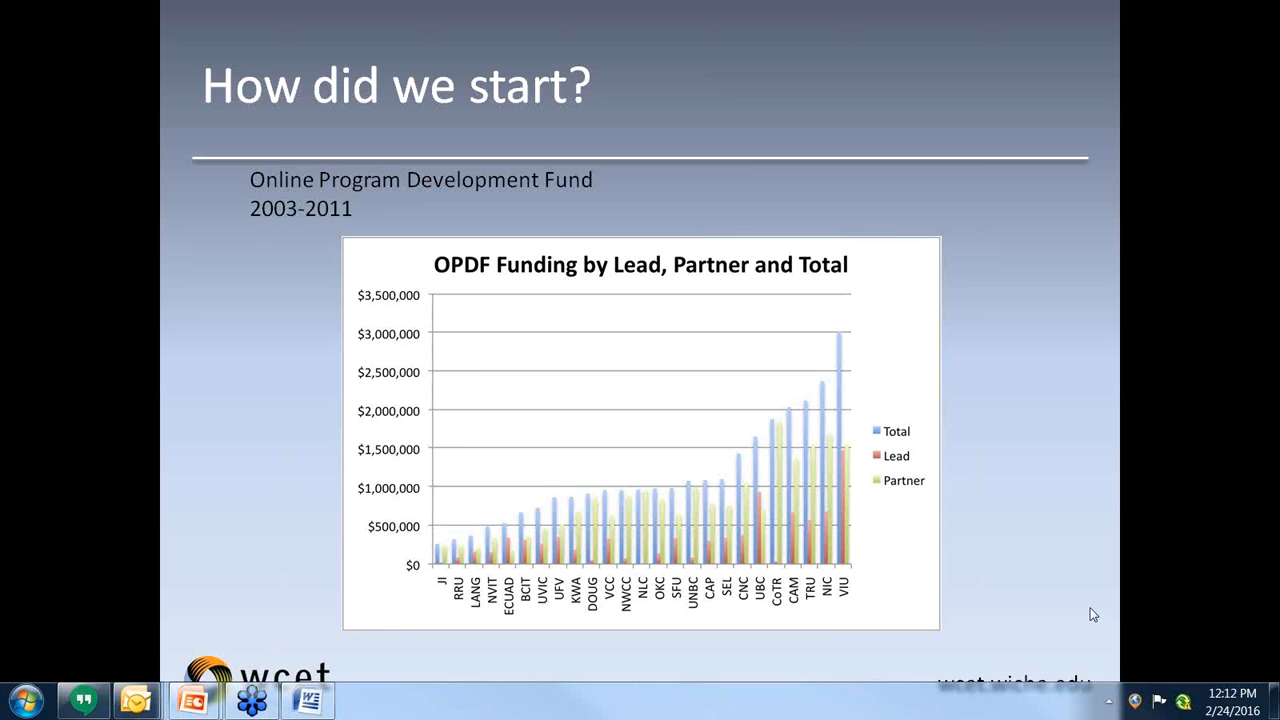 How did we start?
Online Program Development Fund
2003-2011
OPDF Funding by Lead, Partner and Total
$3,500,000
$3,000,000
$2,500,000
$2,000,000
$1,500,000
$1,000,000
$500,000
$0
Total
Lead
Partner
JI
RRU
LANG
NVIT
ECUAD
BCIT
UVIC
UFV
KWA
DOUG
VCC
NWCC
NLC
OKC
SFU
UNBC
CAP
SEL
CNC
UBC
CoTR
CAM
TRU
NIC
VIU
wcet
wcet.wiche.edu
12:12 PM
2/24/2016